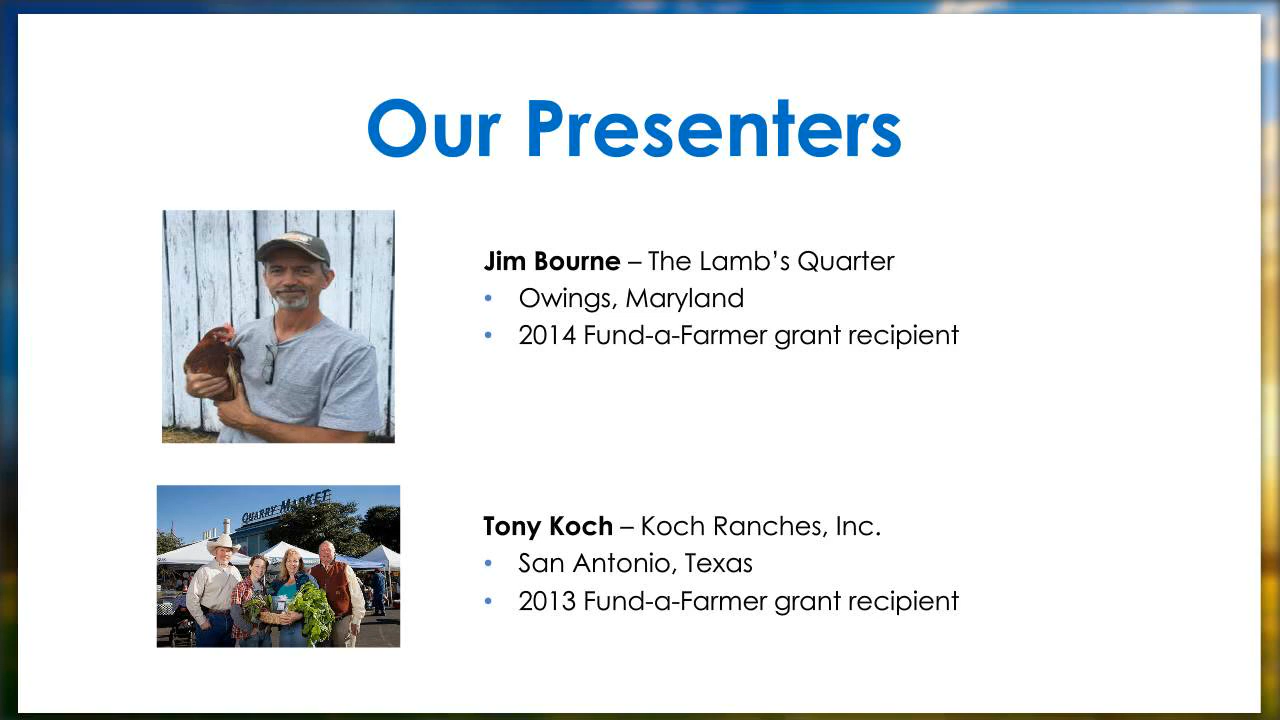 Our Presenters
Jim Bourne – The Lamb’s Quarter
• Owings, Maryland
• 2014 Fund-a-Farmer grant recipient
QUARRY MARKET
Tony Koch – Koch Ranches, Inc.
• San Antonio, Texas
• 2013 Fund-a-Farmer grant recipient